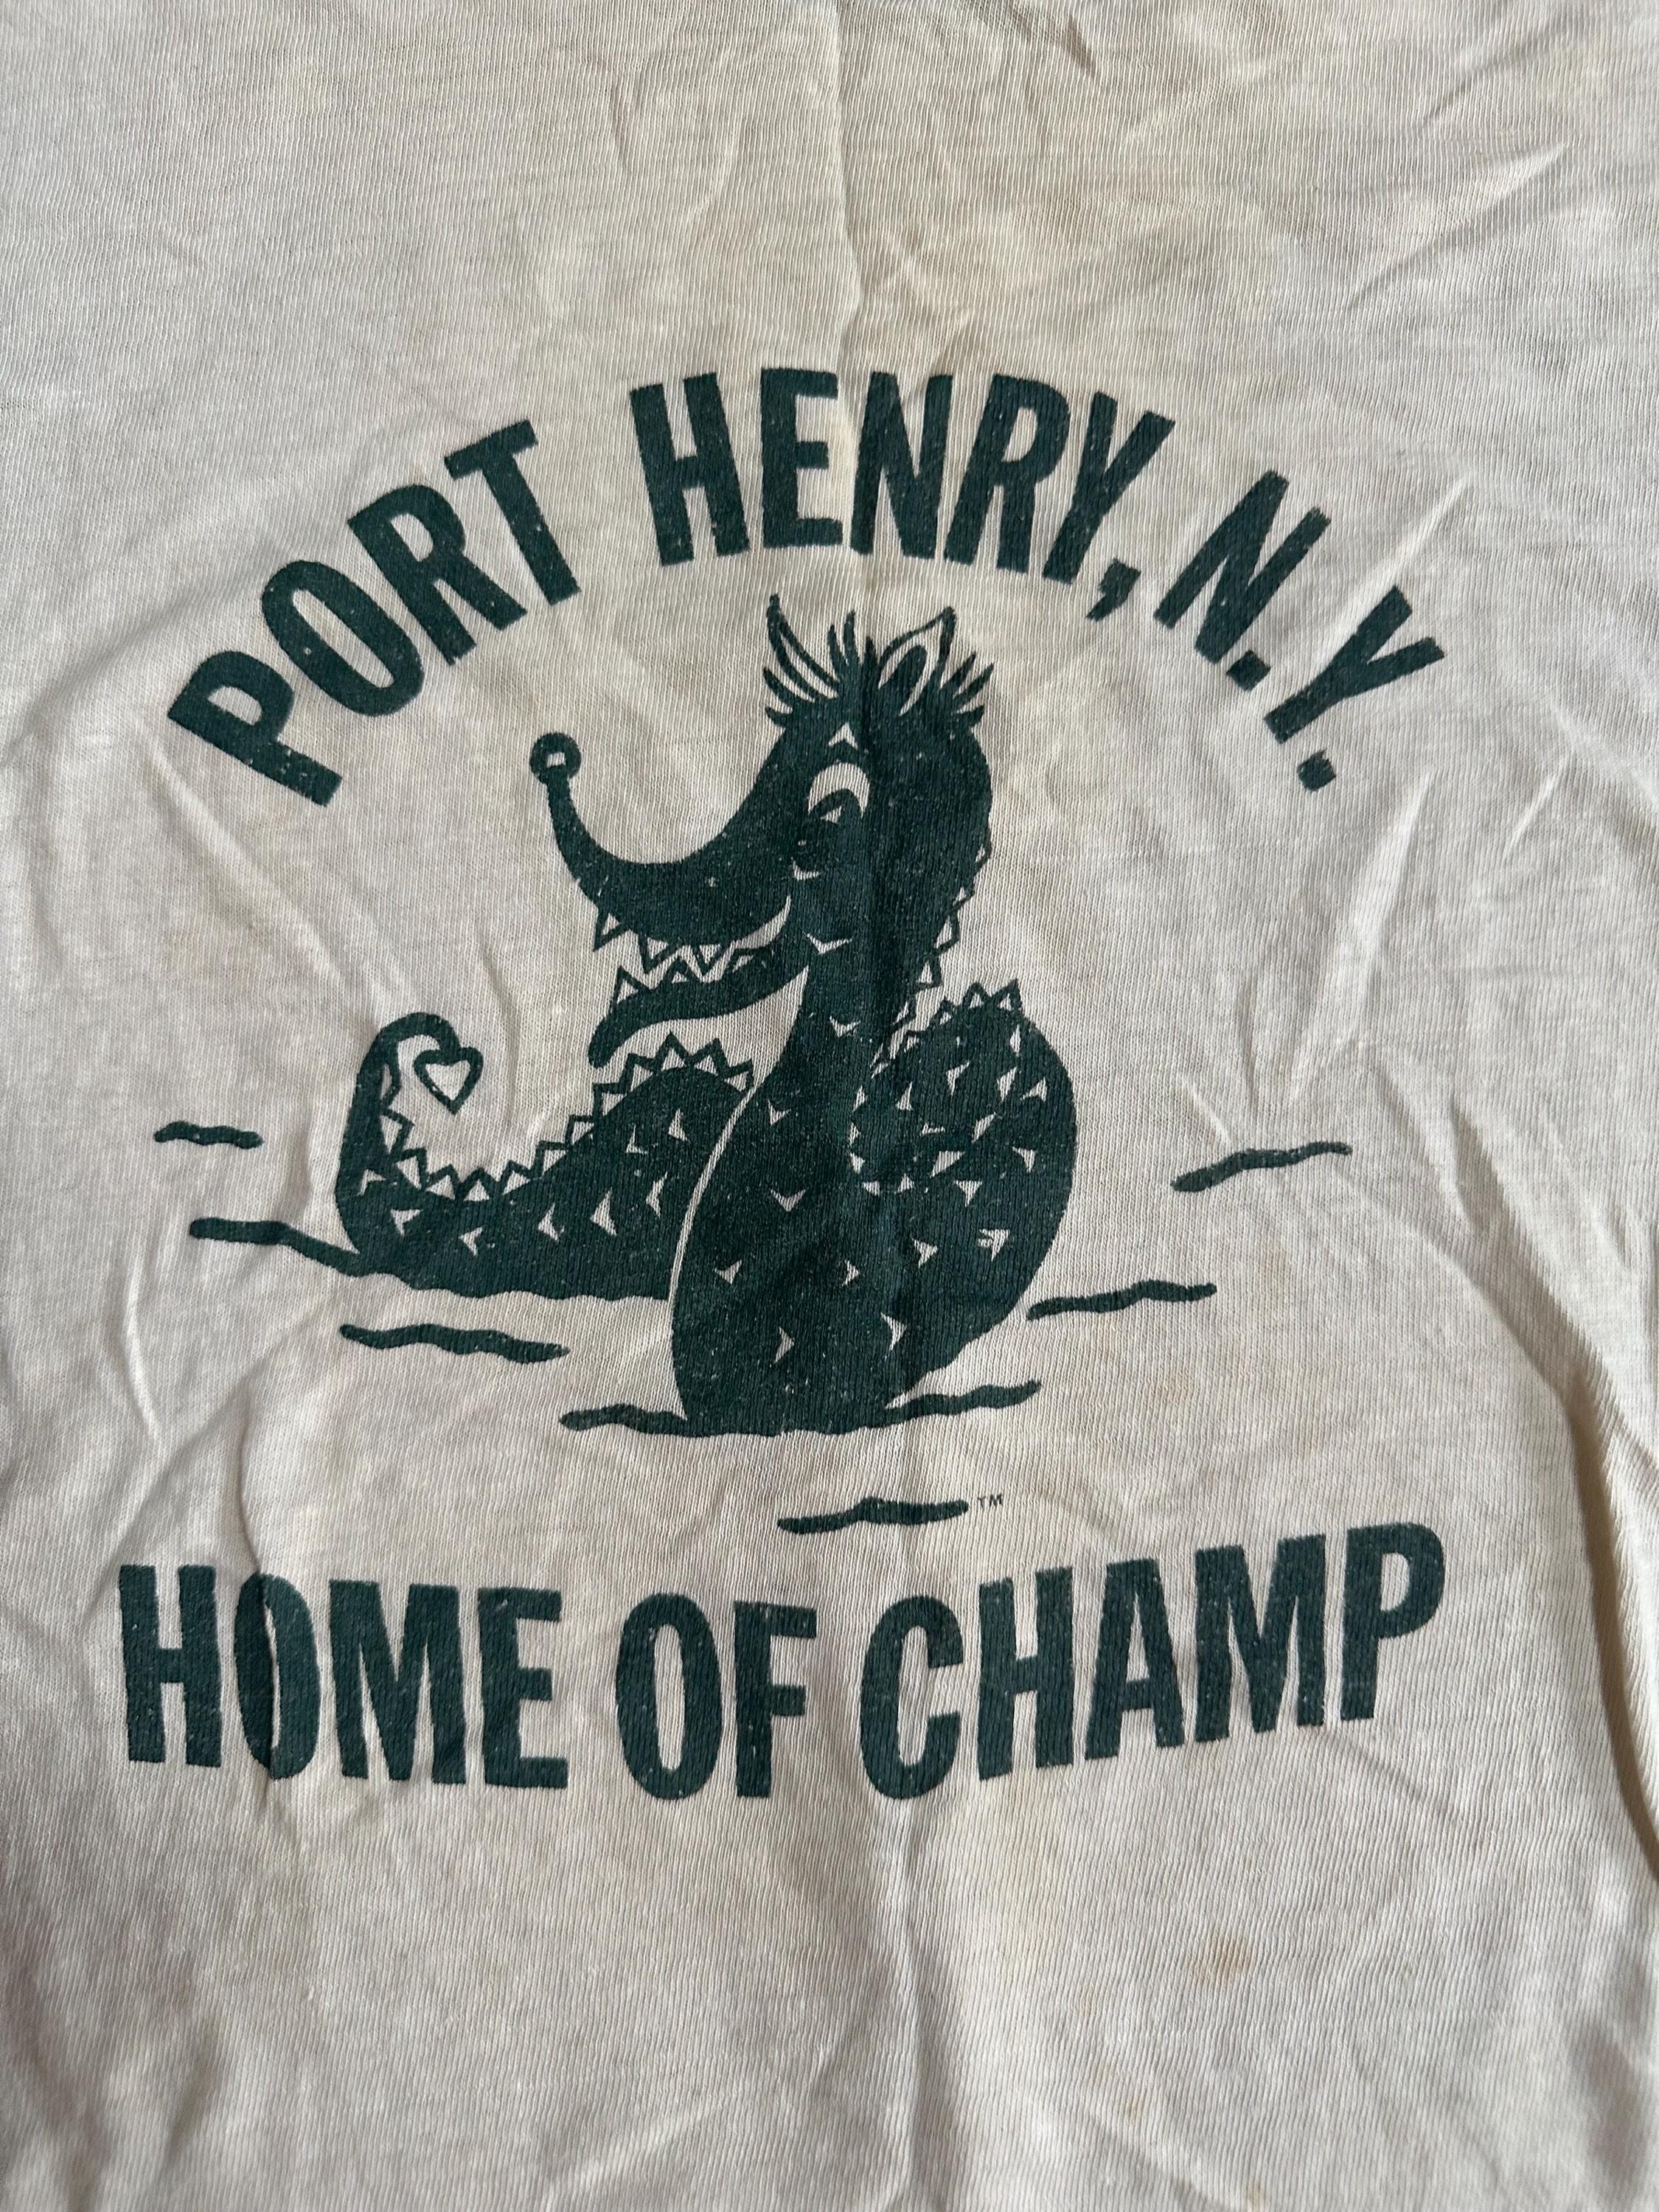 PORT HENRY, N.Y.
TM
HOME OF CHAMP